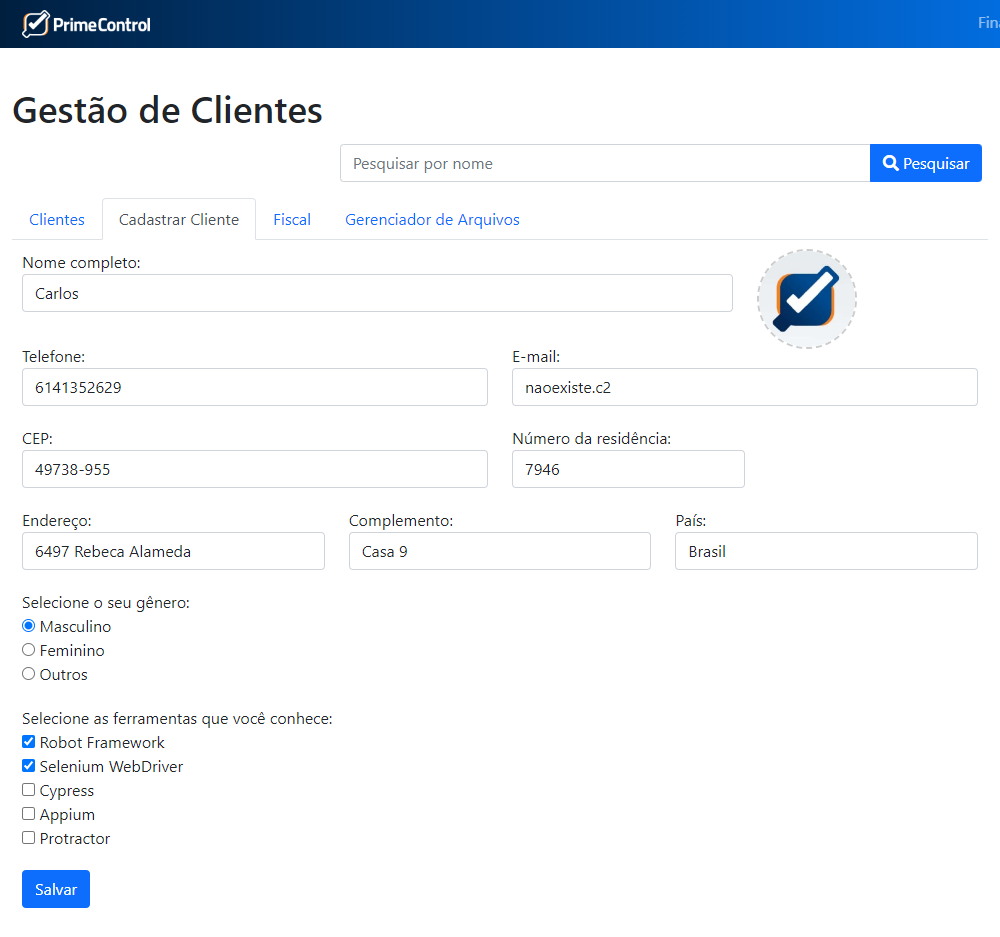 PrimeControl
Gestão de Clientes
Pesquisar por nome Pesquisar
Clientes Cadastrar Cliente Fiscal Gerenciador de Arquivos
Nome completo:
Carlos
Telefone: E-mail:
6141352629 naoexiste.c2
CEP: Número da residência:
49738-955 7946
Endereço: Complemento: País:
6497 Rebeca Alameda Casa 9 Brasil
Selecione o seu gênero:
Masculino
Feminino
Outros
Selecione as ferramentas que você conhece:
Robot Framework
Selenium WebDriver
Cypress
Appium
Protractor
Salvar